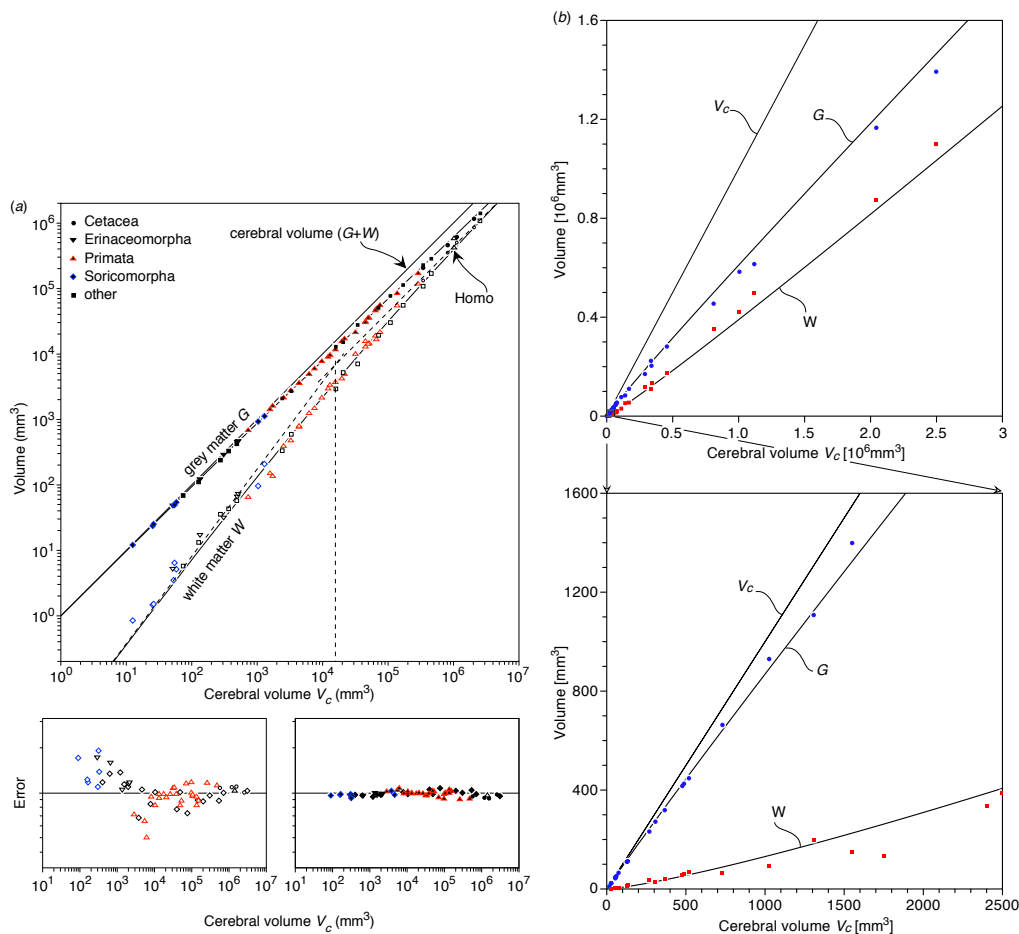 (a)
Cetacea
Erinaceomorpha
Primata
Soricomorpha
other
cerebral volume (G+W)
Homo
grey matter G
white matter W
Volume (mm³)
10⁶
10⁵
10⁴
10³
10²
10¹
10⁰
10⁰ 10¹ 10² 10³ 10⁴ 10⁵ 10⁶ 10⁷
Cerebral volume Vc (mm³)
Error
10¹ 10² 10³ 10⁴ 10⁵ 10⁶ 10⁷
10¹ 10² 10³ 10⁴ 10⁵ 10⁶ 10⁷
Cerebral volume Vc (mm³)
(b)
Volume [10⁶mm³]
1.6
1.2
0.8
0.4
0
Vc
G
W
0 0.5 1 1.5 2 2.5 3
Cerebral volume Vc [10⁶mm³]
Volume [mm³]
1600
1200
800
400
0
Vc
G
W
0 500 1000 1500 2000 2500
Cerebral volume Vc [mm³]